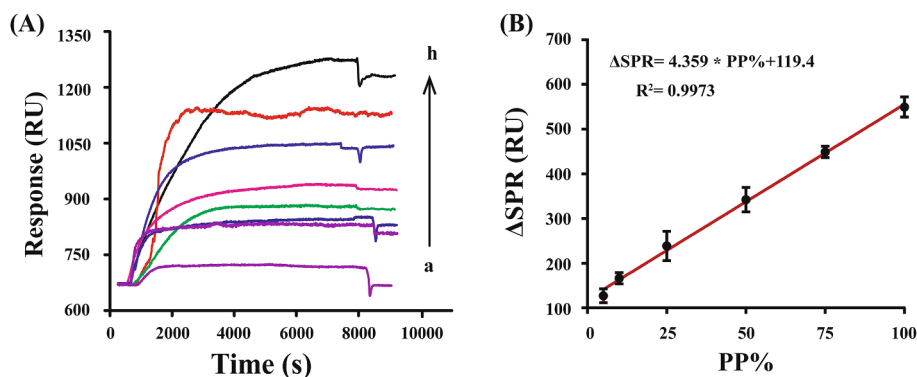 (A)
Response (RU)
1350
1200
1050
900
750
600
0
2000
4000
6000
8000
10000
Time (s)
h
a
(B)
ΔSPR (RU)
700
600
500
400
300
200
100
0
25
50
75
100
PP%
ΔSPR= 4.359 * PP%+119.4
R²= 0.9973